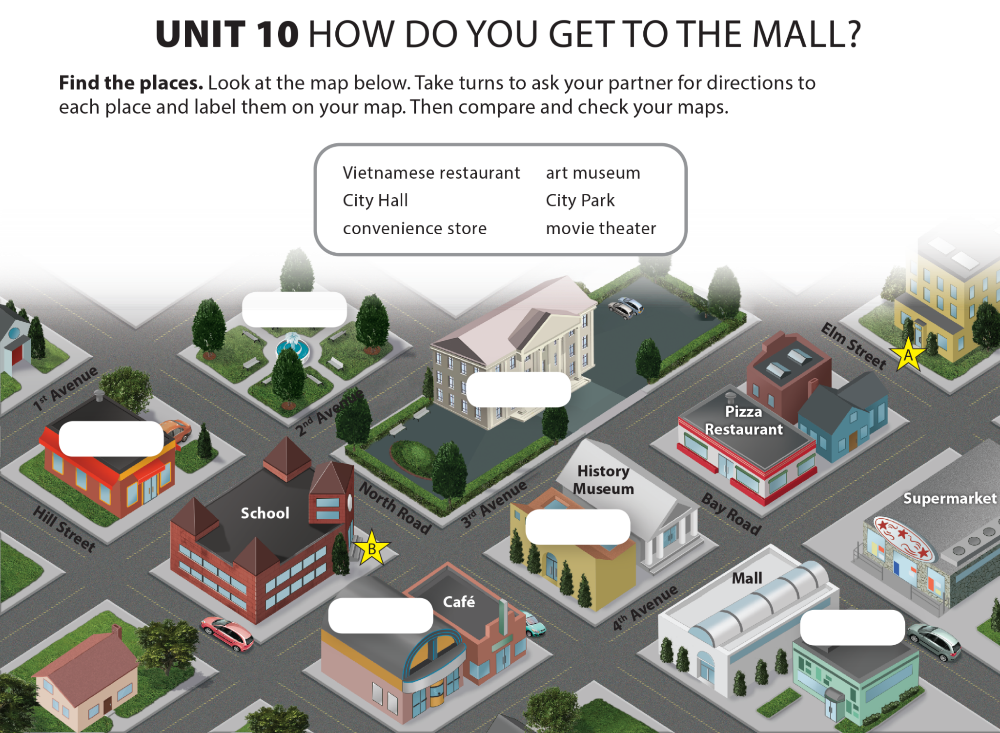 UNIT 10 HOW DO YOU GET TO THE MALL?
Find the places. Look at the map below. Take turns to ask your partner for directions to
each place and label them on your map. Then compare and check your maps.
Vietnamese restaurant
art museum
City Hall
City Park
convenience store
movie theater
Elm Street
A
1st Avenue
2nd Avenue
Pizza
Restaurant
History
Museum
Supermarket
School
North Road
3rd Avenue
Bay Road
Hill Street
B
Mall
Café
4th Avenue